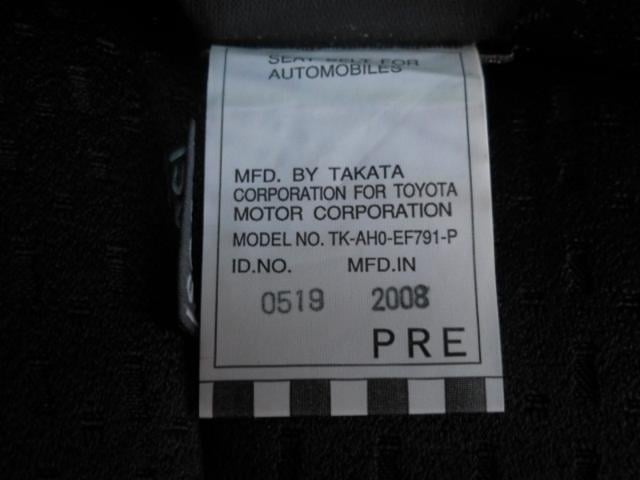 SEAT BELT FOR
AUTOMOBILES
MFD. BY TAKATA
CORPORATION FOR TOYOTA
MOTOR CORPORATION
MODEL NO. TK-AH0-EF791-P
ID.NO. MFD.IN
0519 2008
PRE